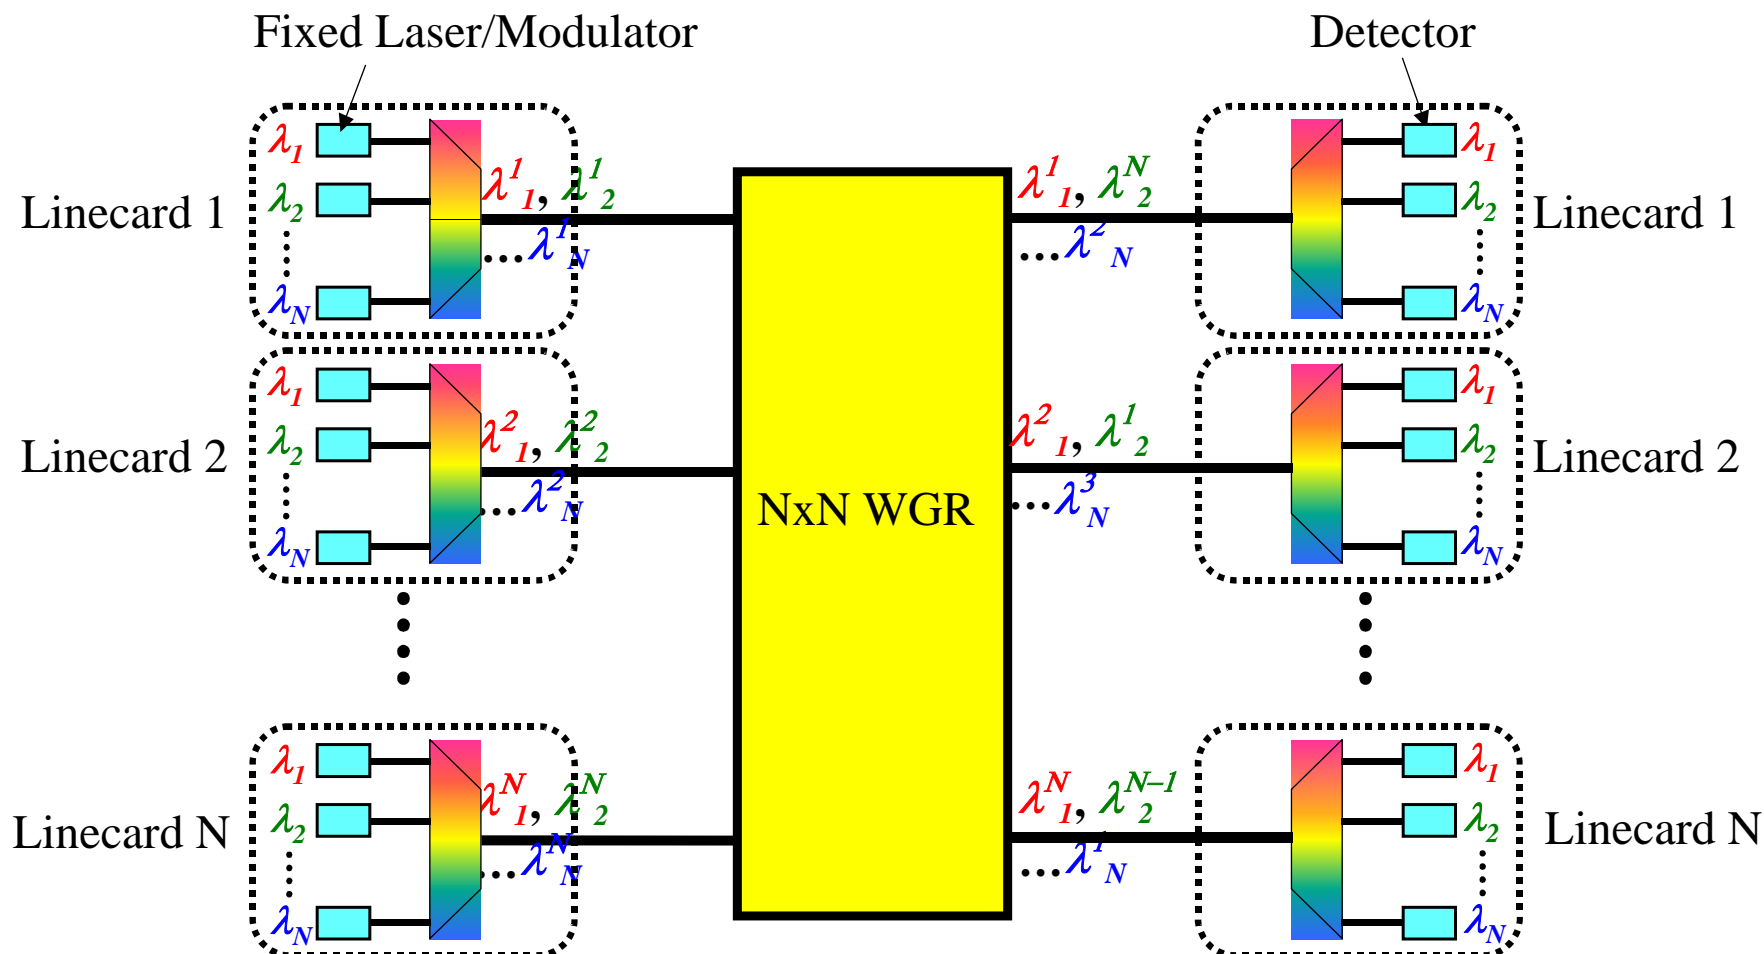 Fixed Laser/Modulator
Detector
Linecard 1
λ1
λ2
λN
λ¹1, λ¹2
...λ¹N
λ¹1, λᴺ2
...λ²N
λ1
λ2
λN
Linecard 1
Linecard 2
λ1
λ2
λN
λ²1, λ²2
...λ²N
NxN WGR
λ²1, λ¹2
...λ³N
λ1
λ2
λN
Linecard 2
Linecard N
λ1
λ2
λN
λᴺ1, λᴺ2
...λᴺN
λᴺ1, λᴺ⁻¹2
...λ¹N
λ1
λ2
λN
Linecard N